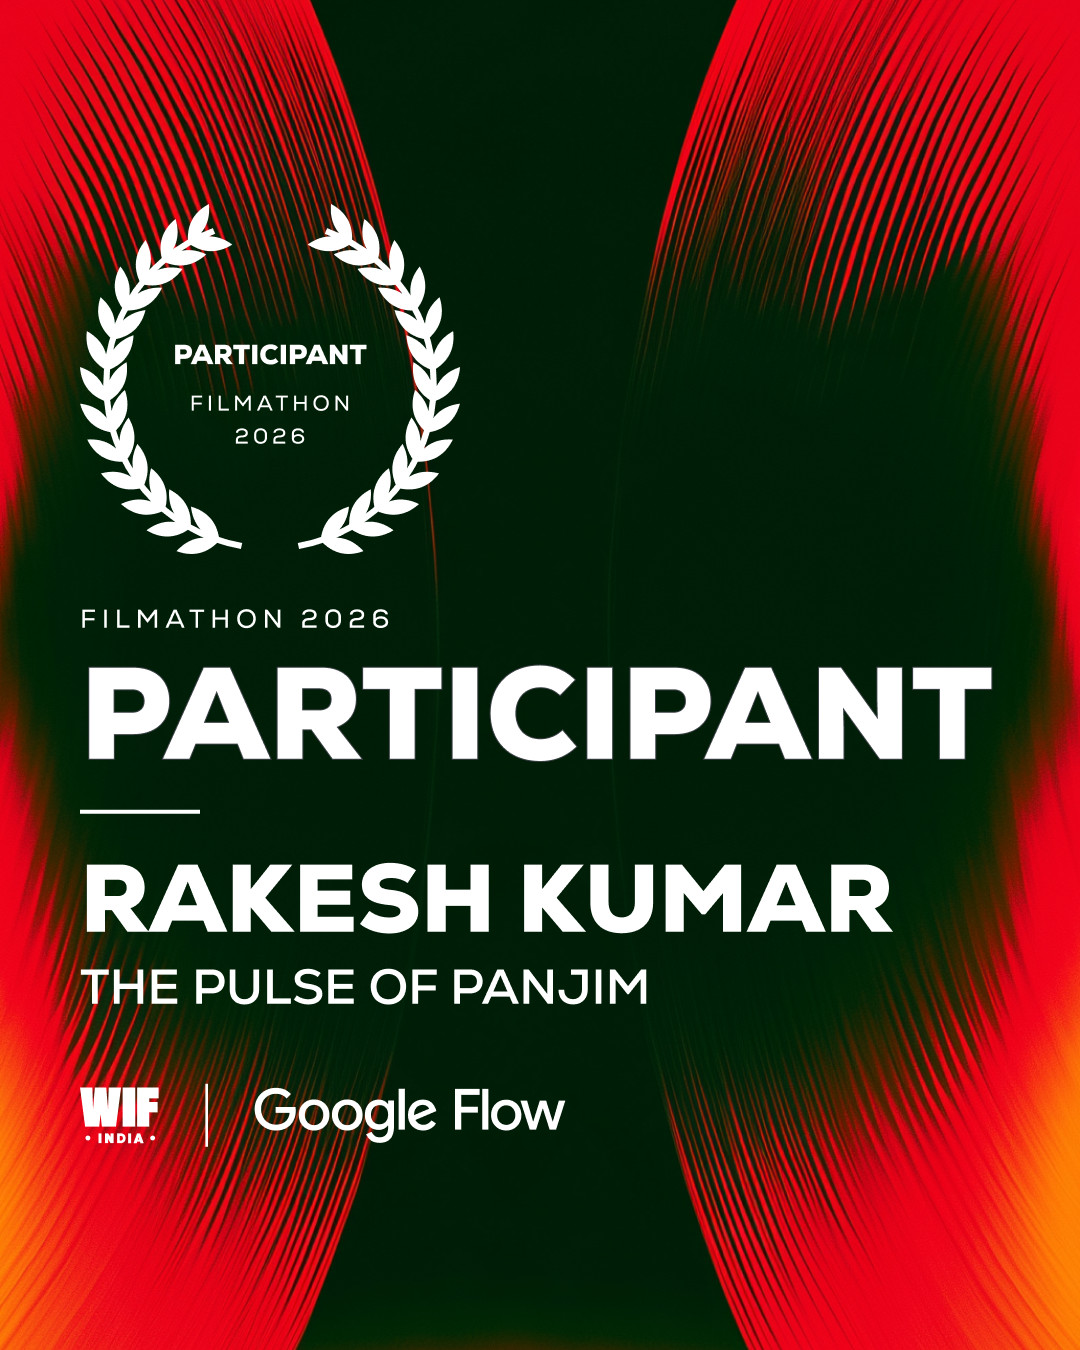 PARTICIPANT
FILMATHON
2026
FILMATHON 2026
PARTICIPANT
RAKESH KUMAR
THE PULSE OF PANJIM
WIF
• INDIA •
Google Flow